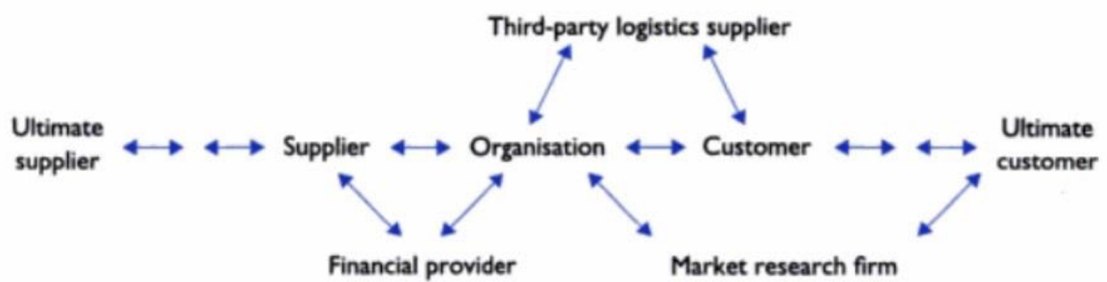 Third-party logistics supplier
Ultimate
supplier
Supplier
Organisation
Customer
Ultimate
customer
Financial provider
Market research firm